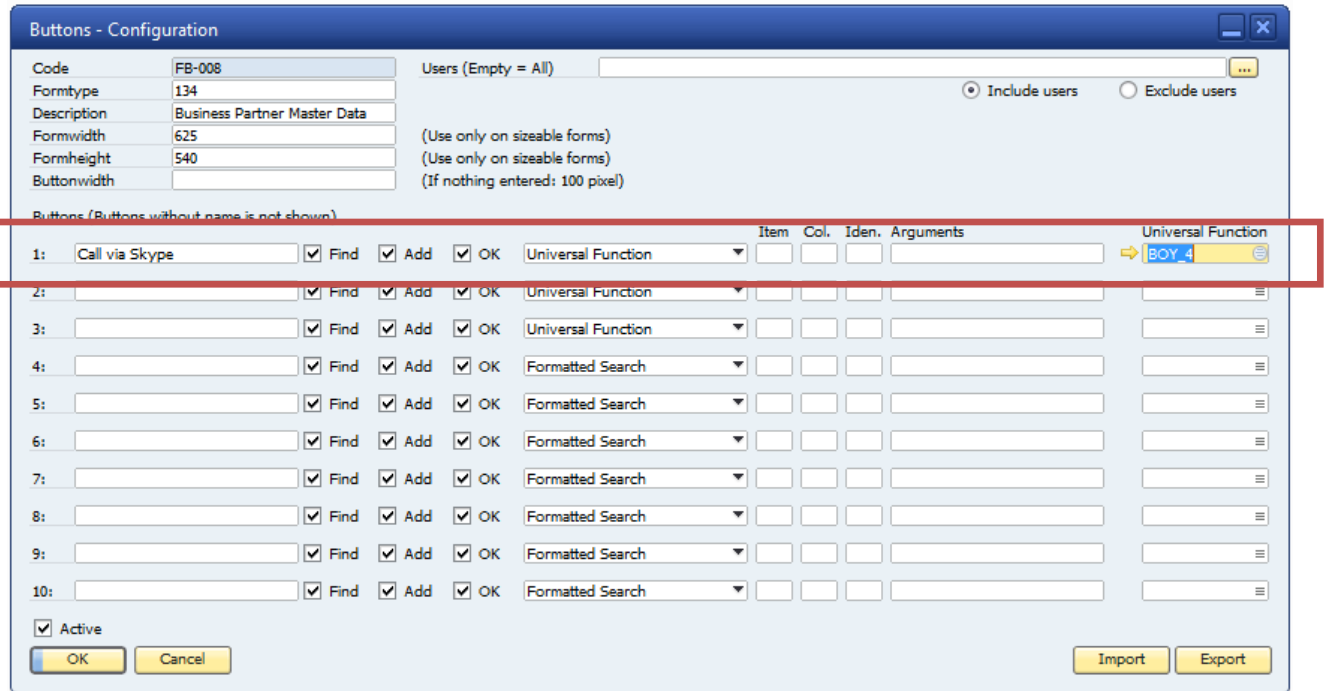 Buttons - Configuration
Code FB-008 Users (Empty = All) ...
Formtype 134 Include users Exclude users
Description Business Partner Master Data
Formwidth 625 (Use only on sizeable forms)
Formheight 540 (Use only on sizeable forms)
Buttonwidth (If nothing entered: 100 pixel)
Buttons (Buttons without name is not shown)
Item Col. Iden. Arguments Universal Function
1: Call via Skype Find Add OK Universal Function BOY_4
2: Find Add OK Universal Function
3: Find Add OK Universal Function
4: Find Add OK Formatted Search
5: Find Add OK Formatted Search
6: Find Add OK Formatted Search
7: Find Add OK Formatted Search
8: Find Add OK Formatted Search
9: Find Add OK Formatted Search
10: Find Add OK Formatted Search
Active
OK Cancel Import Export